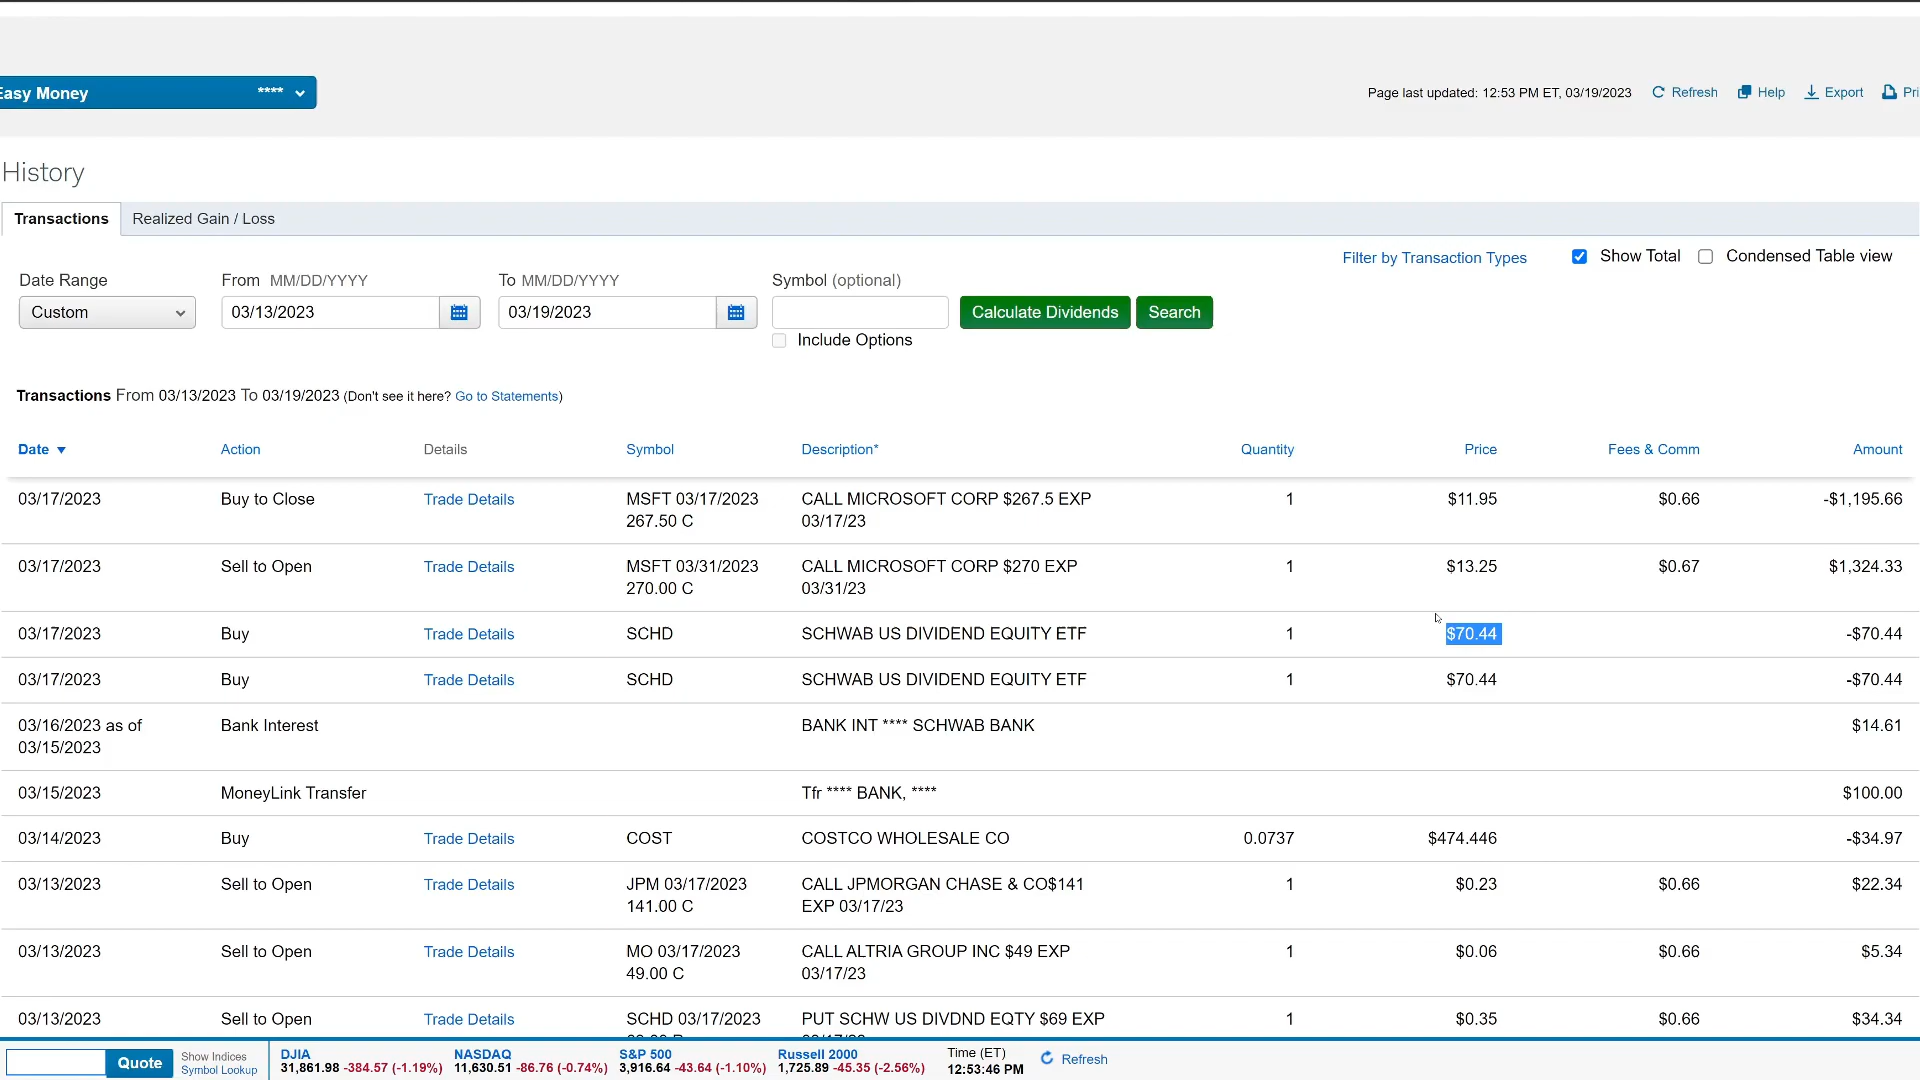 Easy Money **** 
Page last updated: 12:53 PM ET, 03/19/2023 Refresh Help Export Pri
History
Transactions Realized Gain / Loss
Filter by Transaction Types Show Total Condensed Table view
Date Range From MM/DD/YYYY To MM/DD/YYYY Symbol (optional)
Custom 03/13/2023 03/19/2023 Calculate Dividends Search
Include Options
Transactions From 03/13/2023 To 03/19/2023 (Don't see it here? Go to Statements)
Date Action Details Symbol Description* Quantity Price Fees & Comm Amount
03/17/2023 Buy to Close Trade Details MSFT 03/17/2023 CALL MICROSOFT CORP $267.5 EXP 1 $11.95 $0.66 -$1,195.66
267.50 C 03/17/23
03/17/2023 Sell to Open Trade Details MSFT 03/31/2023 CALL MICROSOFT CORP $270 EXP 1 $13.25 $0.67 $1,324.33
270.00 C 03/31/23
03/17/2023 Buy Trade Details SCHD SCHWAB US DIVIDEND EQUITY ETF 1 $70.44 -$70.44
03/17/2023 Buy Trade Details SCHD SCHWAB US DIVIDEND EQUITY ETF 1 $70.44 -$70.44
03/16/2023 as of Bank Interest BANK INT **** SCHWAB BANK $14.61
03/15/2023
03/15/2023 MoneyLink Transfer Tfr **** BANK, **** $100.00
03/14/2023 Buy Trade Details COST COSTCO WHOLESALE CO 0.0737 $474.446 -$34.97
03/13/2023 Sell to Open Trade Details JPM 03/17/2023 CALL JPMORGAN CHASE & CO$141 1 $0.23 $0.66 $22.34
141.00 C EXP 03/17/23
03/13/2023 Sell to Open Trade Details MO 03/17/2023 CALL ALTRIA GROUP INC $49 EXP 1 $0.06 $0.66 $5.34
49.00 C 03/17/23
03/13/2023 Sell to Open Trade Details SCHD 03/17/2023 PUT SCHW US DIVDND EQTY $69 EXP 1 $0.35 $0.66 $34.34
Quote Show Indices DJIA NASDAQ S&P 500 Russell 2000 Time (ET) Refresh
Symbol Lookup 31,861.98 -384.57 (-1.19%) 11,630.51 -86.76 (-0.74%) 3,916.64 -43.64 (-1.10%) 1,725.89 -45.35 (-2.56%) 12:53:46 PM